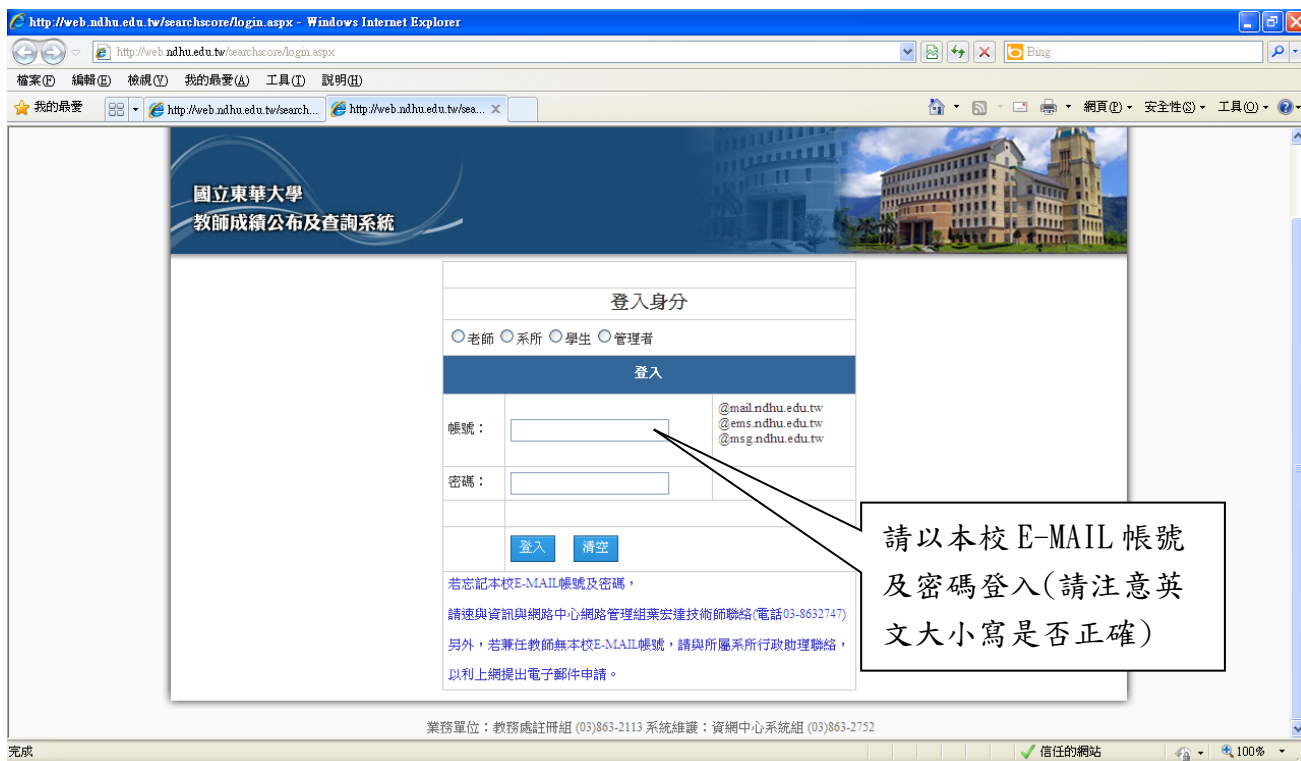 http://web.ndhu.edu.tw/searchscore/login.aspx - Windows Internet Explorer
http://web.ndhu.edu.tw/searchscore/login.aspx
Bing
檔案(F) 編輯(E) 檢視(V) 我的最愛(A) 工具(T) 說明(H)
我的最愛 http://web.ndhu.edu.tw/search... http://web.ndhu.edu.tw/sea... 網頁(P) 安全性(S) 工具(O)
國立東華大學
教師成績公布及查詢系統
登入身分
老師 系所 學生 管理者
登入
帳號：
@mail.ndhu.edu.tw
@ems.ndhu.edu.tw
@msg.ndhu.edu.tw
密碼：
登入 清空
請以本校 E-MAIL 帳號
及密碼登入(請注意英
文大小寫是否正確)
若忘記本校E-MAIL帳號及密碼，
請速與資訊與網路中心網路管理組葉宏達技術師聯絡(電話03-8632747)
另外，若兼任教師無本校E-MAIL帳號，請與所屬系所行政助理聯絡，
以利上網提出電子郵件申請。
業務單位：教務處註冊組 (03)863-2113 系統維護：資網中心系統組 (03)863-2752
完成 信任的網站 100%